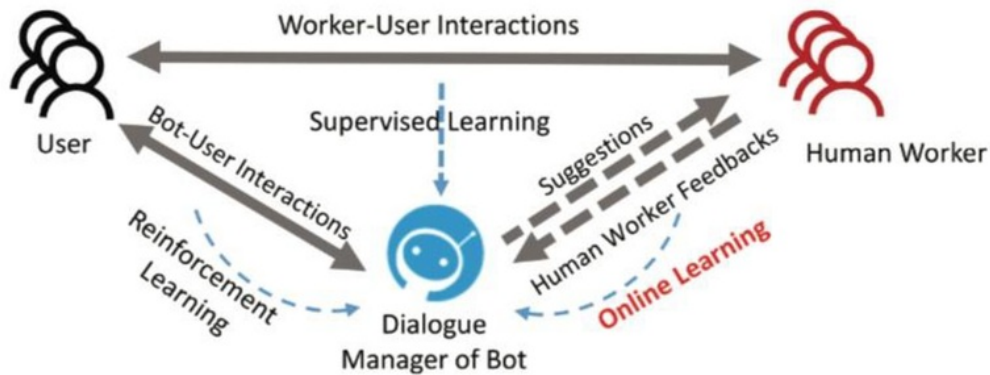 Worker-User Interactions
User
Bot-User Interactions
Supervised Learning
Suggestions
Human Worker
Human Worker Feedbacks
Reinforcement
Learning
Online Learning
Dialogue
Manager of Bot